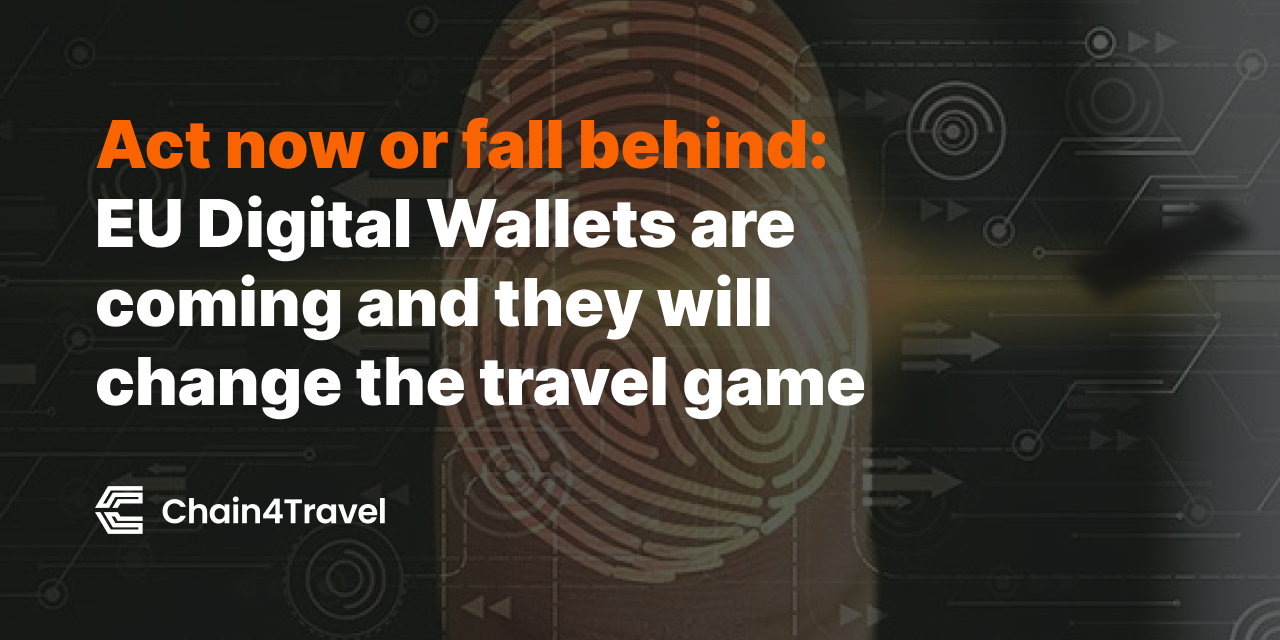 Act now or fall behind:
EU Digital Wallets are
coming and they will
change the travel game
Chain4Travel